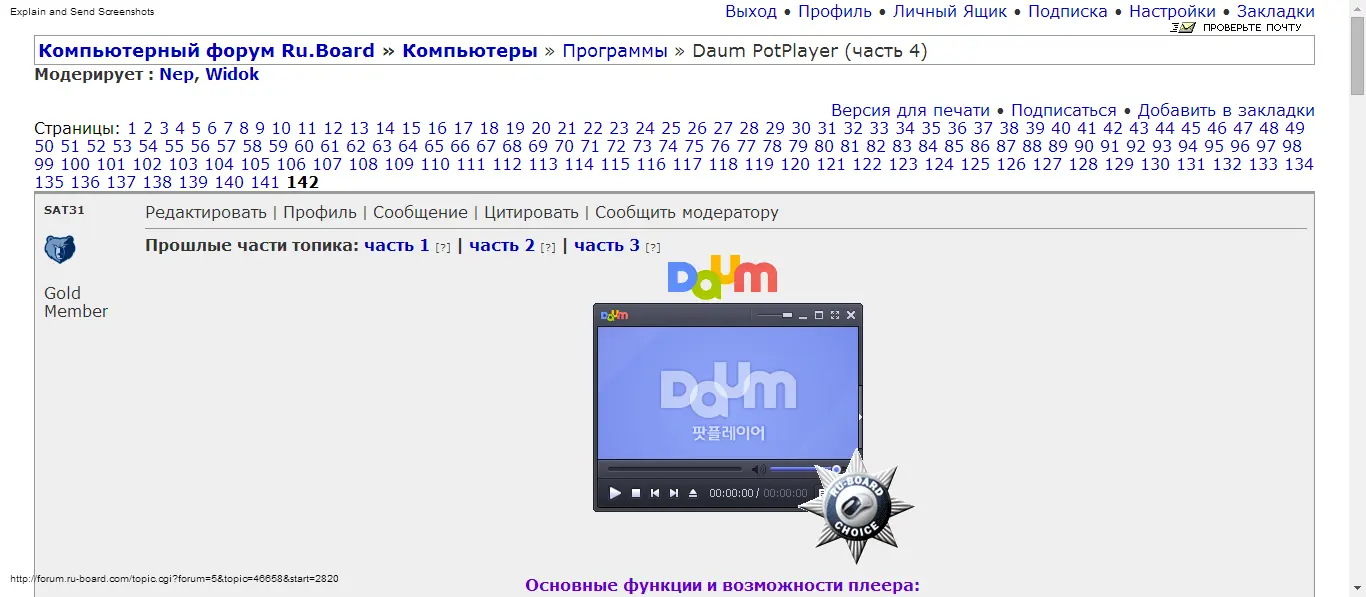 Explain and Send Screenshots
Выход • Профиль • Личный Ящик • Подписка • Настройки • Закладки
ПРОВЕРЬТЕ ПОЧТУ
Компьютерный форум Ru.Board » Компьютеры » Программы » Daum PotPlayer (часть 4)
Модерирует : Nep, Widok
Версия для печати • Подписаться • Добавить в закладки
Страницы: 1 2 3 4 5 6 7 8 9 10 11 12 13 14 15 16 17 18 19 20 21 22 23 24 25 26 27 28 29 30 31 32 33 34 35 36 37 38 39 40 41 42 43 44 45 46 47 48 49
50 51 52 53 54 55 56 57 58 59 60 61 62 63 64 65 66 67 68 69 70 71 72 73 74 75 76 77 78 79 80 81 82 83 84 85 86 87 88 89 90 91 92 93 94 95 96 97 98
99 100 101 102 103 104 105 106 107 108 109 110 111 112 113 114 115 116 117 118 119 120 121 122 123 124 125 126 127 128 129 130 131 132 133 134
135 136 137 138 139 140 141 142
SAT31
Редактировать | Профиль | Сообщение | Цитировать | Сообщить модератору
Прошлые части топика: часть 1 [?] | часть 2 [?] | часть 3 [?]
Daum
Gold
Member
Daum
Daum
팟플레이어
00:00:00 / 00:00:00
RU-BOARD
CHOICE
http://forum.ru-board.com/topic.cgi?forum=5&topic=46658&start=2820
Основные функции и возможности плеера: